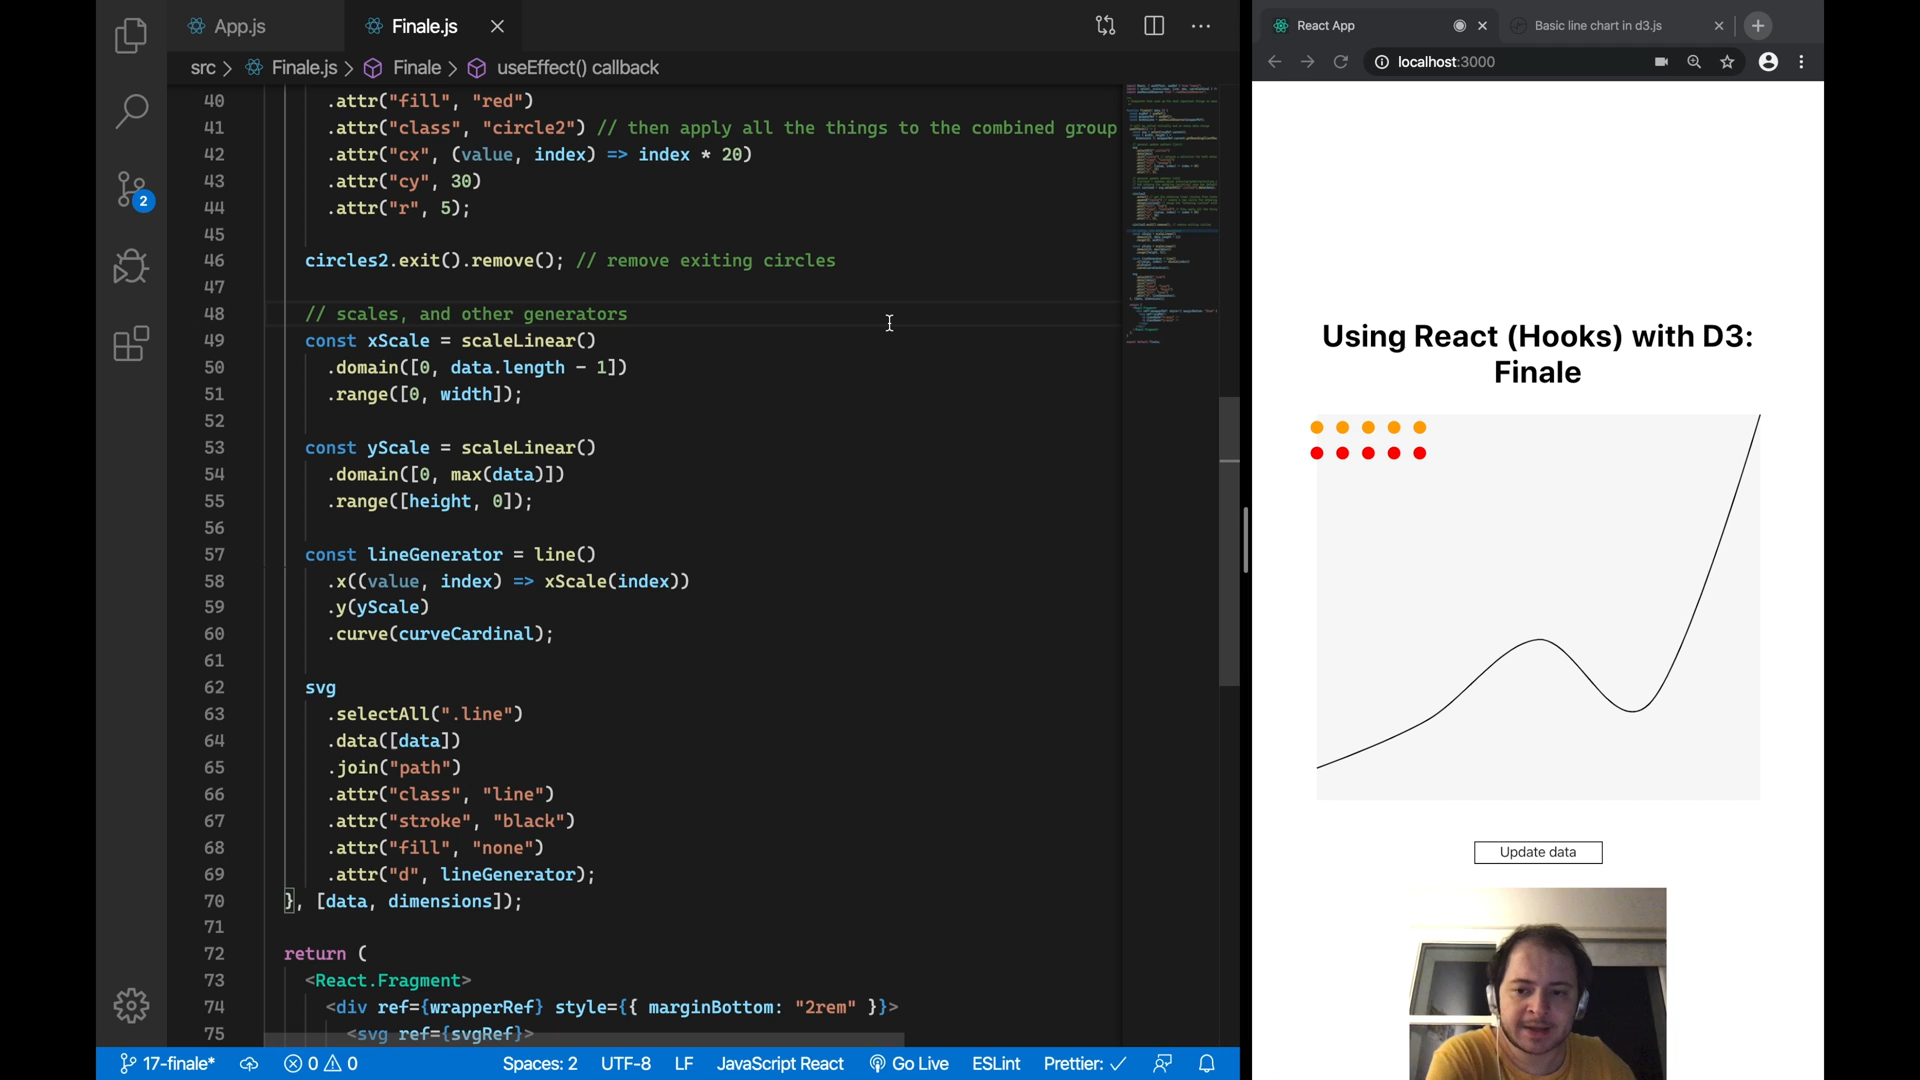 App.js
Finale.js
src > Finale.js > Finale > useEffect() callback
40 .attr("fill", "red")
41 .attr("class", "circle2") // then apply all the things to the combined group
42 .attr("cx", (value, index) => index * 20)
43 .attr("cy", 30)
44 .attr("r", 5);
45
46 circles2.exit().remove(); // remove exiting circles
47
48 // scales, and other generators
49 const xScale = scaleLinear()
50 .domain([0, data.length - 1])
51 .range([0, width]);
52
53 const yScale = scaleLinear()
54 .domain([0, max(data)])
55 .range([height, 0]);
56
57 const lineGenerator = line()
58 .x((value, index) => xScale(index))
59 .y(yScale)
60 .curve(curveCardinal);
61
62 svg
63 .selectAll(".line")
64 .data([data])
65 .join("path")
66 .attr("class", "line")
67 .attr("stroke", "black")
68 .attr("fill", "none")
69 .attr("d", lineGenerator);
70 }, [data, dimensions]);
71
72 return (
73 <React.Fragment>
74 <div ref={wrapperRef} style={{ marginBottom: "2rem" }}>
75 <svg ref={svgRef}>
2
17-finale* 0 0 Spaces: 2 UTF-8 LF JavaScript React Go Live ESLint Prettier: ✓
React App
Basic line chart in d3.js
localhost:3000
Using React (Hooks) with D3:
Finale
Update data